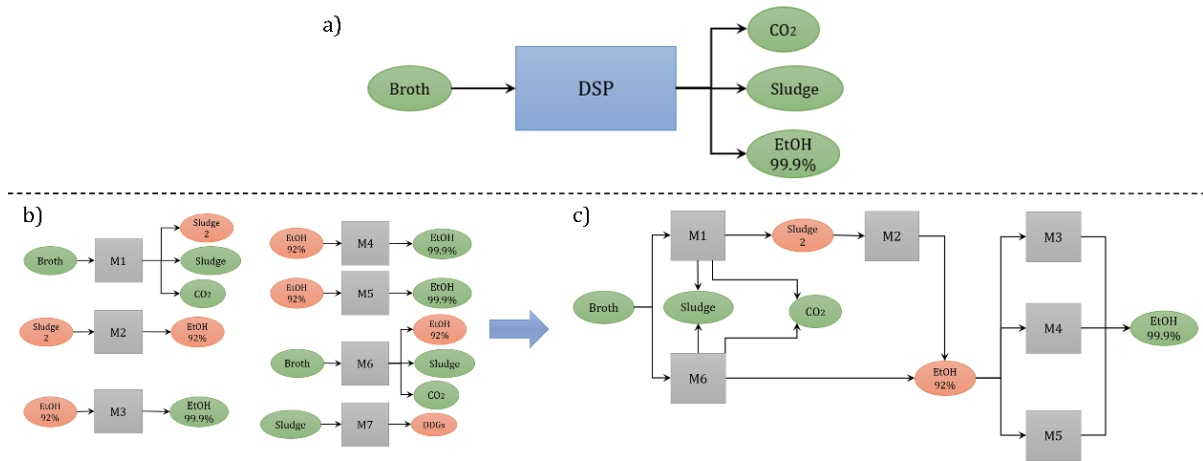 a)
Broth
DSP
CO₂
Sludge
EtOH
99.9%
b)
Broth
M1
Sludge
2
Sludge
CO₂
Sludge
2
M2
EtOH
92%
EtOH
92%
M3
EtOH
99.9%
EtOH
92%
M4
EtOH
99.9%
EtOH
92%
M5
EtOH
99.9%
Broth
M6
EtOH
92%
Sludge
CO₂
Sludge
M7
DDGs
c)
Broth
M1
Sludge
2
M2
Sludge
CO₂
M6
EtOH
92%
M3
M4
M5
EtOH
99.9%